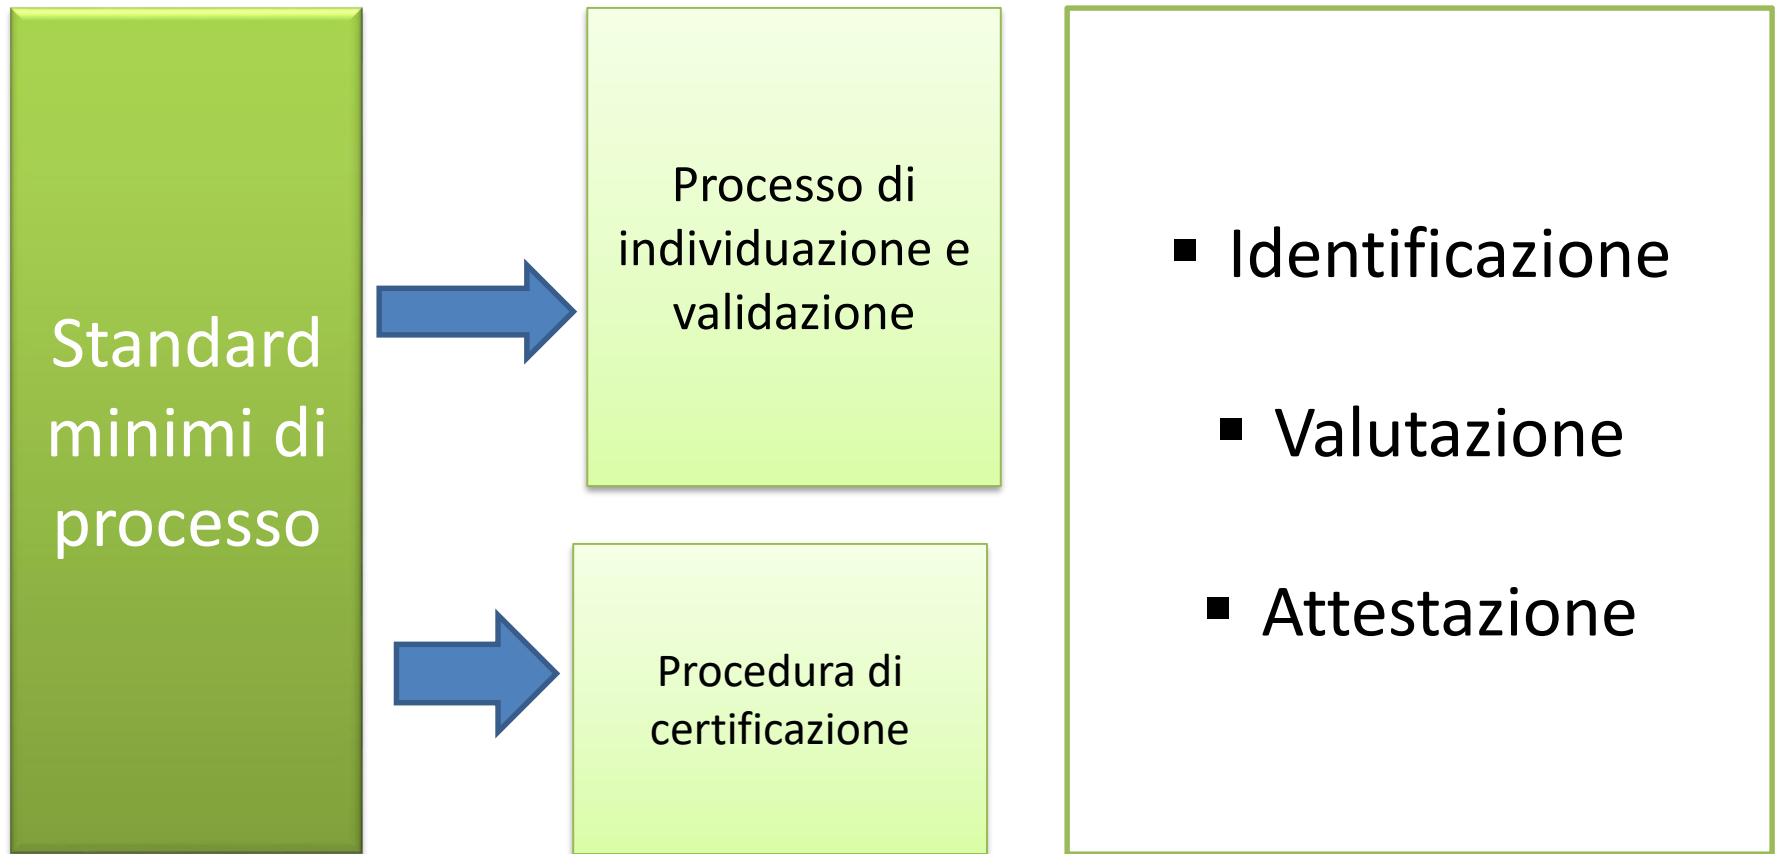 Standard
minimi di
processo
Processo di
individuazione e
validazione
Procedura di
certificazione
▪ Identificazione
▪ Valutazione
▪ Attestazione